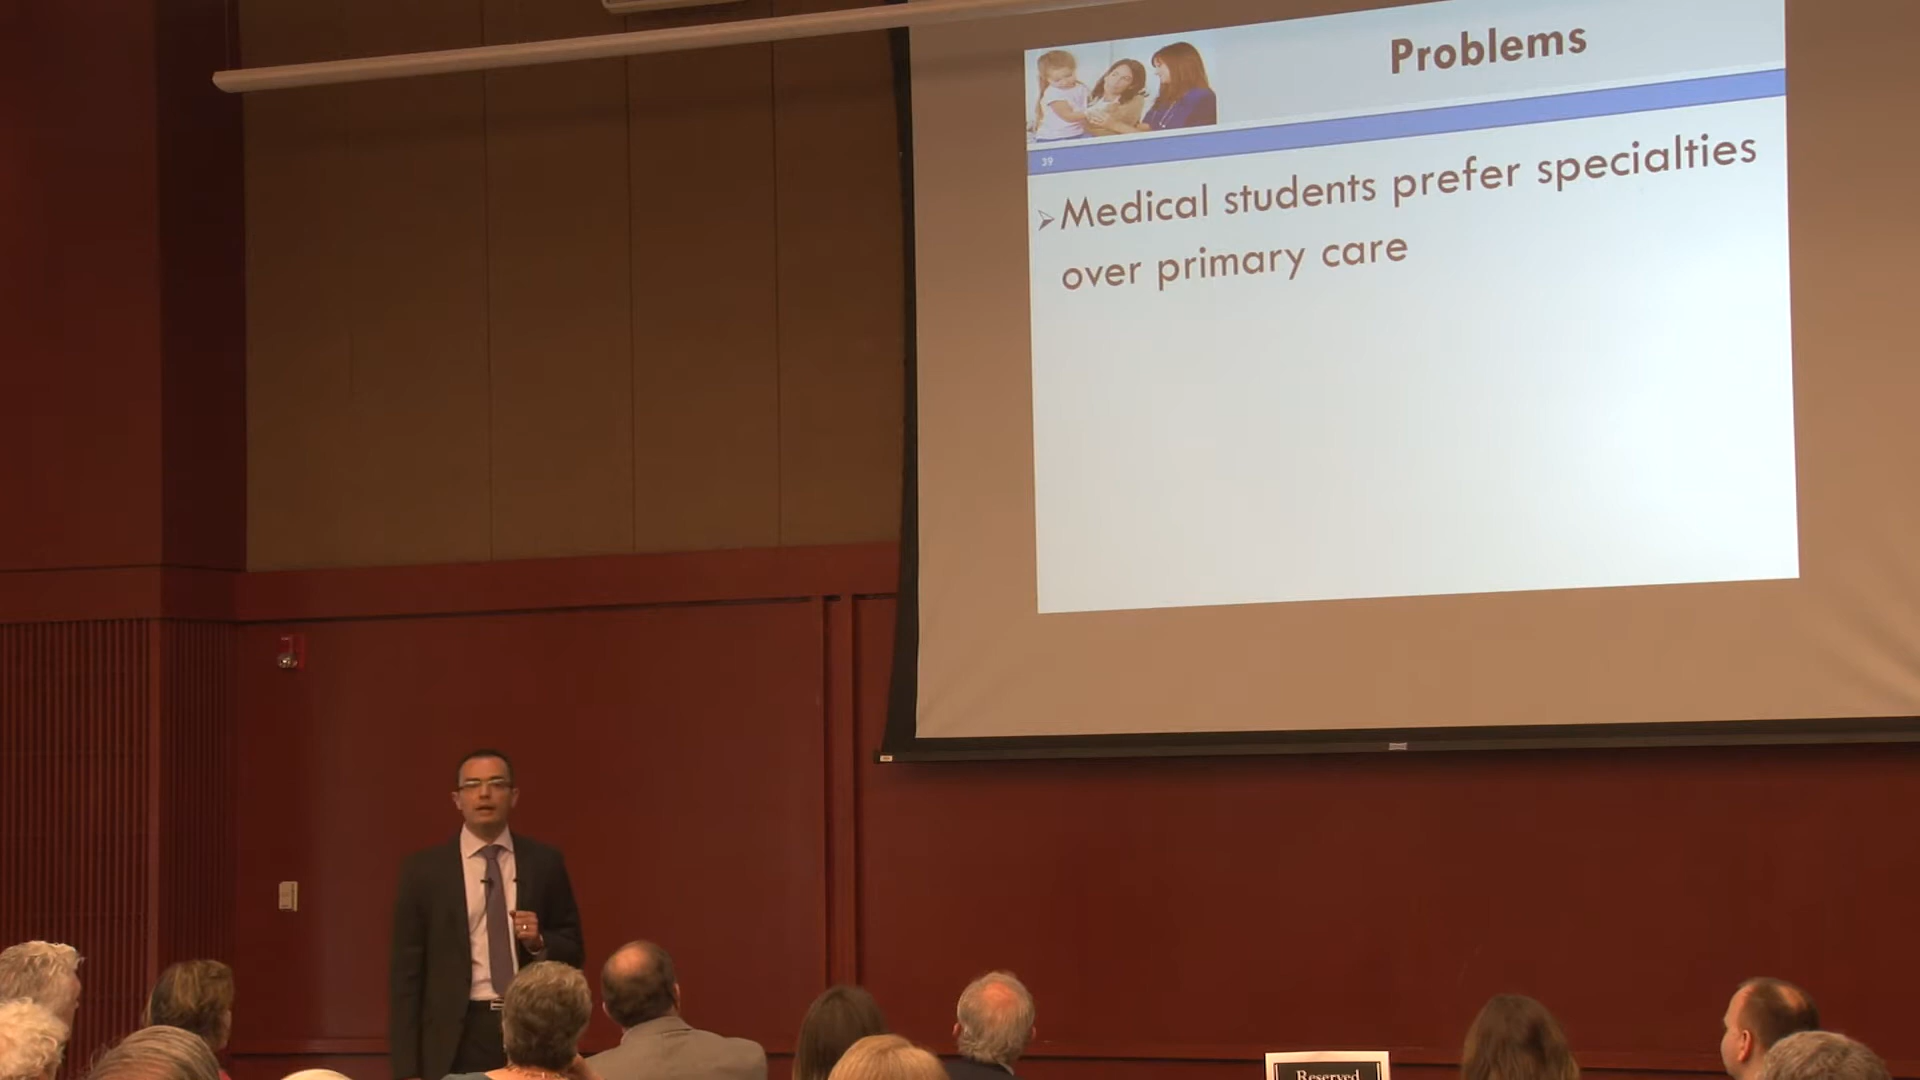 Problems
39
Medical students prefer specialties
over primary care
Reserved